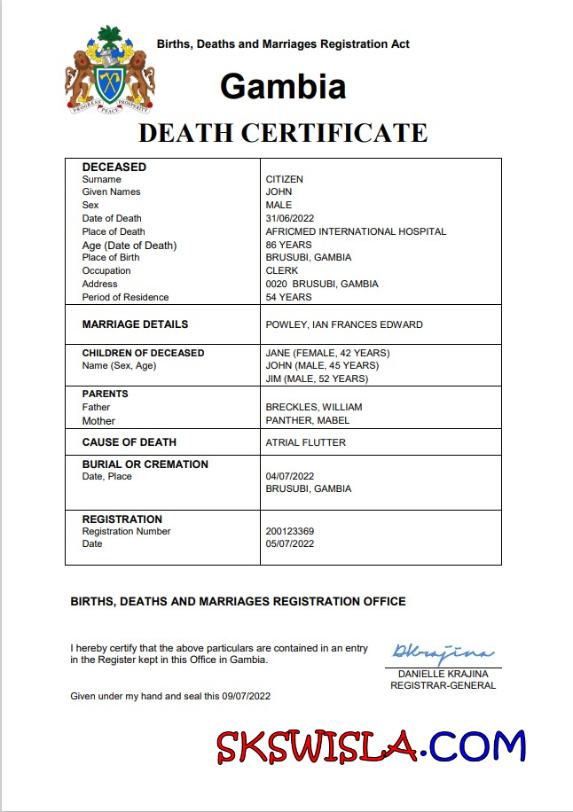 Births, Deaths and Marriages Registration Act
Gambia
DEATH CERTIFICATE
PROGRESS PEACE PROSPERITY
DECEASED
Surname CITIZEN
Given Names JOHN
Sex MALE
Date of Death 31/06/2022
Place of Death AFRICMED INTERNATIONAL HOSPITAL
Age (Date of Death) 86 YEARS
Place of Birth BRUSUBI, GAMBIA
Occupation CLERK
Address 0020 BRUSUBI, GAMBIA
Period of Residence 54 YEARS
MARRIAGE DETAILS POWLEY, IAN FRANCES EDWARD
CHILDREN OF DECEASED JANE (FEMALE, 42 YEARS)
Name (Sex, Age) JOHN (MALE, 45 YEARS)
JIM (MALE, 52 YEARS)
PARENTS
Father BRECKLES, WILLIAM
Mother PANTHER, MABEL
CAUSE OF DEATH ATRIAL FLUTTER
BURIAL OR CREMATION
Date, Place 04/07/2022
BRUSUBI, GAMBIA
REGISTRATION
Registration Number 200123369
Date 05/07/2022
BIRTHS, DEATHS AND MARRIAGES REGISTRATION OFFICE
I hereby certify that the above particulars are contained in an entry
in the Register kept in this Office in Gambia.
DKrajina
DANIELLE KRAJINA
REGISTRAR-GENERAL
Given under my hand and seal this 09/07/2022
SKSWISLA.COM